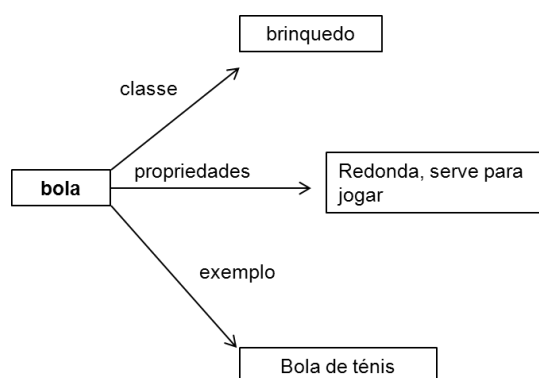 brinquedo
classe
bola
propriedades
Redonda, serve para
jogar
exemplo
Bola de ténis